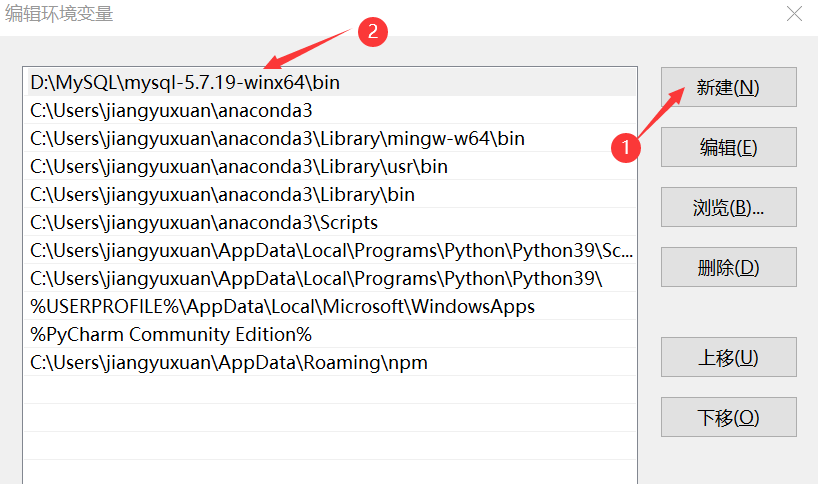 编辑环境变量
2
D:\MySQL\mysql-5.7.19-winx64\bin
新建(N)
C:\Users\jiangyuxuan\anaconda3
C:\Users\jiangyuxuan\anaconda3\Library\mingw-w64\bin
1
编辑(E)
C:\Users\jiangyuxuan\anaconda3\Library\usr\bin
C:\Users\jiangyuxuan\anaconda3\Library\bin
浏览(B)...
C:\Users\jiangyuxuan\anaconda3\Scripts
C:\Users\jiangyuxuan\AppData\Local\Programs\Python\Python39\Sc...
删除(D)
C:\Users\jiangyuxuan\AppData\Local\Programs\Python\Python39\
%USERPROFILE%\AppData\Local\Microsoft\WindowsApps
%PyCharm Community Edition%
上移(U)
C:\Users\jiangyuxuan\AppData\Roaming\npm
下移(O)